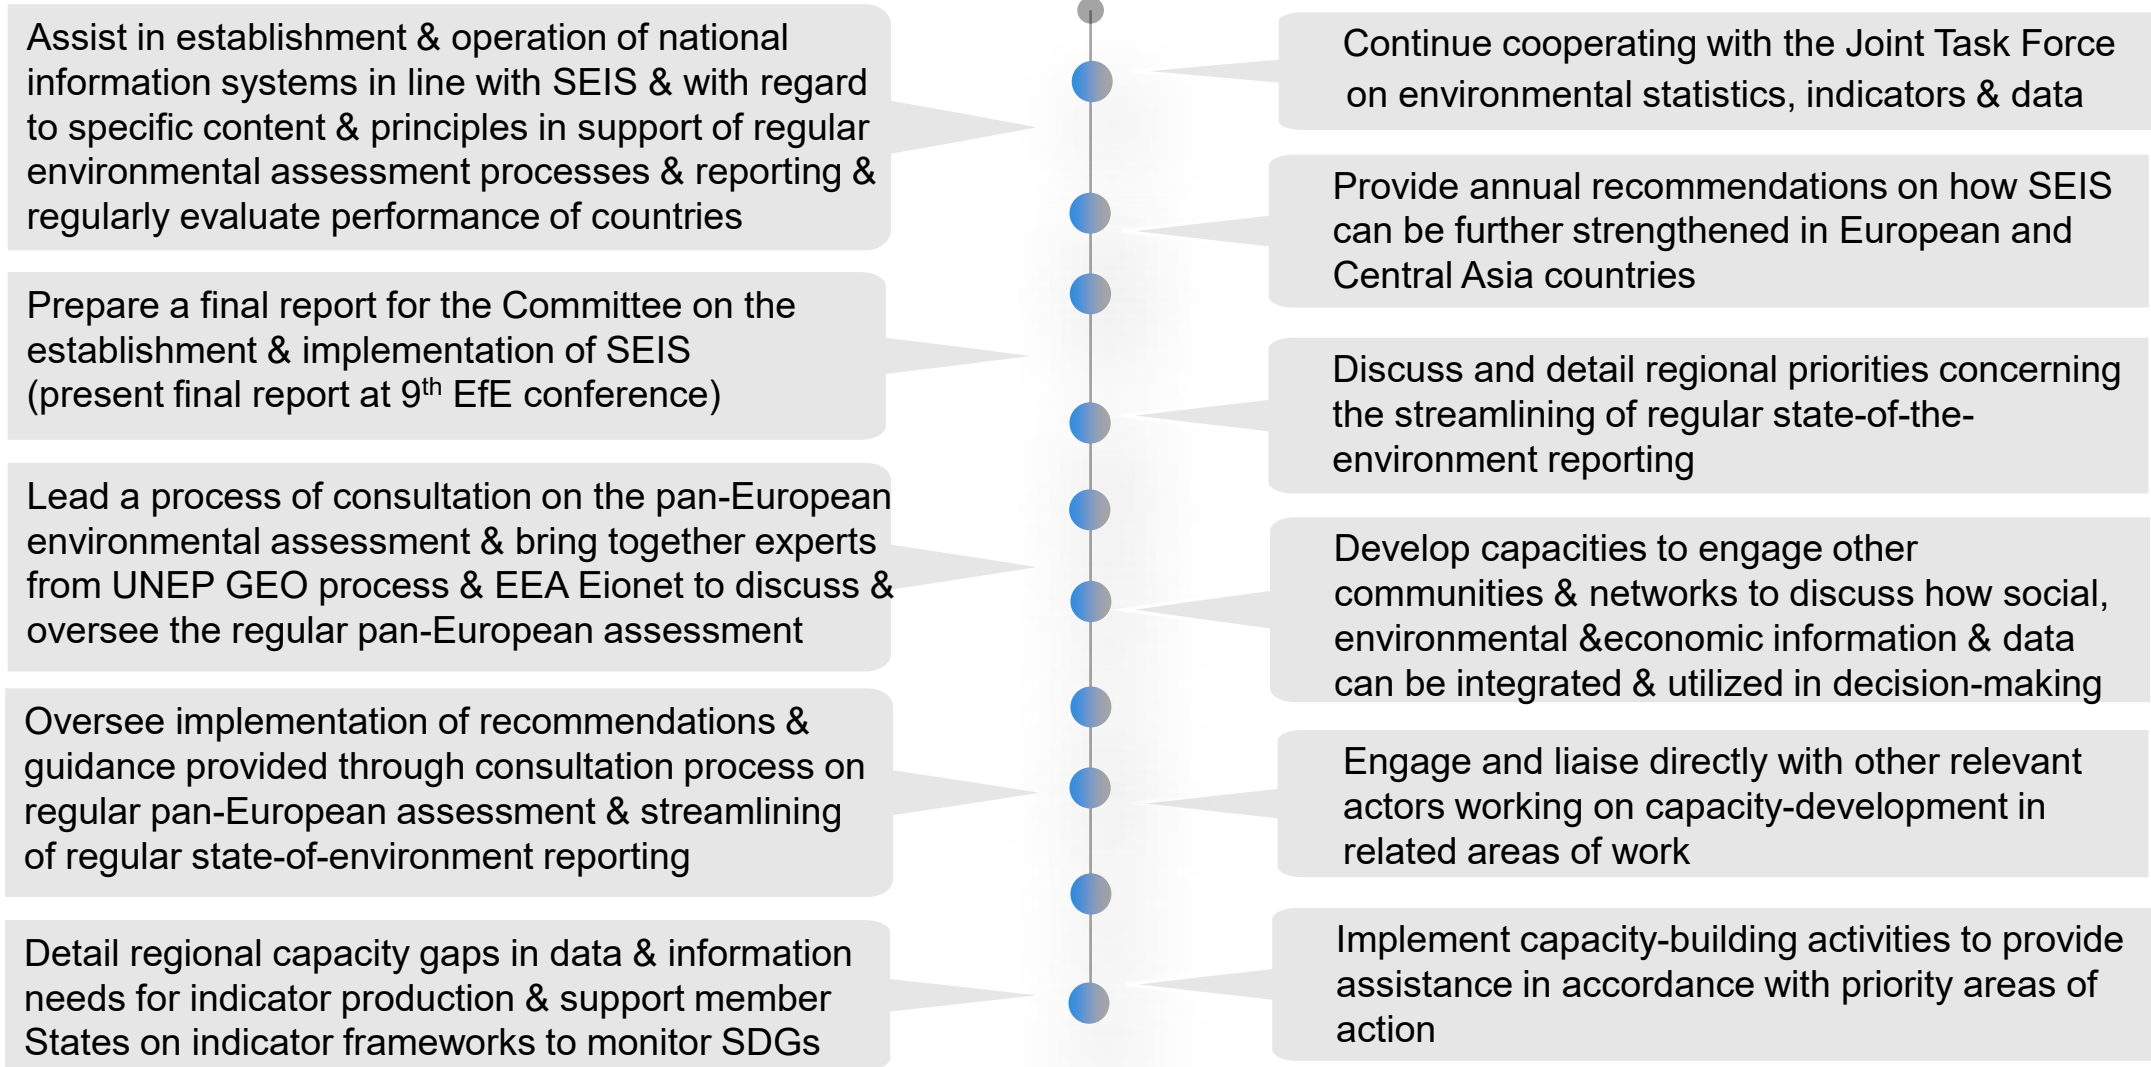 Assist in establishment & operation of national
information systems in line with SEIS & with regard
to specific content & principles in support of regular
environmental assessment processes & reporting &
regularly evaluate performance of countries
Prepare a final report for the Committee on the
establishment & implementation of SEIS
(present final report at 9th EfE conference)
Lead a process of consultation on the pan-European
environmental assessment & bring together experts
from UNEP GEO process & EEA Eionet to discuss &
oversee the regular pan-European assessment
Oversee implementation of recommendations &
guidance provided through consultation process on
regular pan-European assessment & streamlining
of regular state-of-environment reporting
Detail regional capacity gaps in data & information
needs for indicator production & support member
States on indicator frameworks to monitor SDGs
Continue cooperating with the Joint Task Force
on environmental statistics, indicators & data
Provide annual recommendations on how SEIS
can be further strengthened in European and
Central Asia countries
Discuss and detail regional priorities concerning
the streamlining of regular state-of-the-
environment reporting
Develop capacities to engage other
communities & networks to discuss how social,
environmental &economic information & data
can be integrated & utilized in decision-making
Engage and liaise directly with other relevant
actors working on capacity-development in
related areas of work
Implement capacity-building activities to provide
assistance in accordance with priority areas of
action